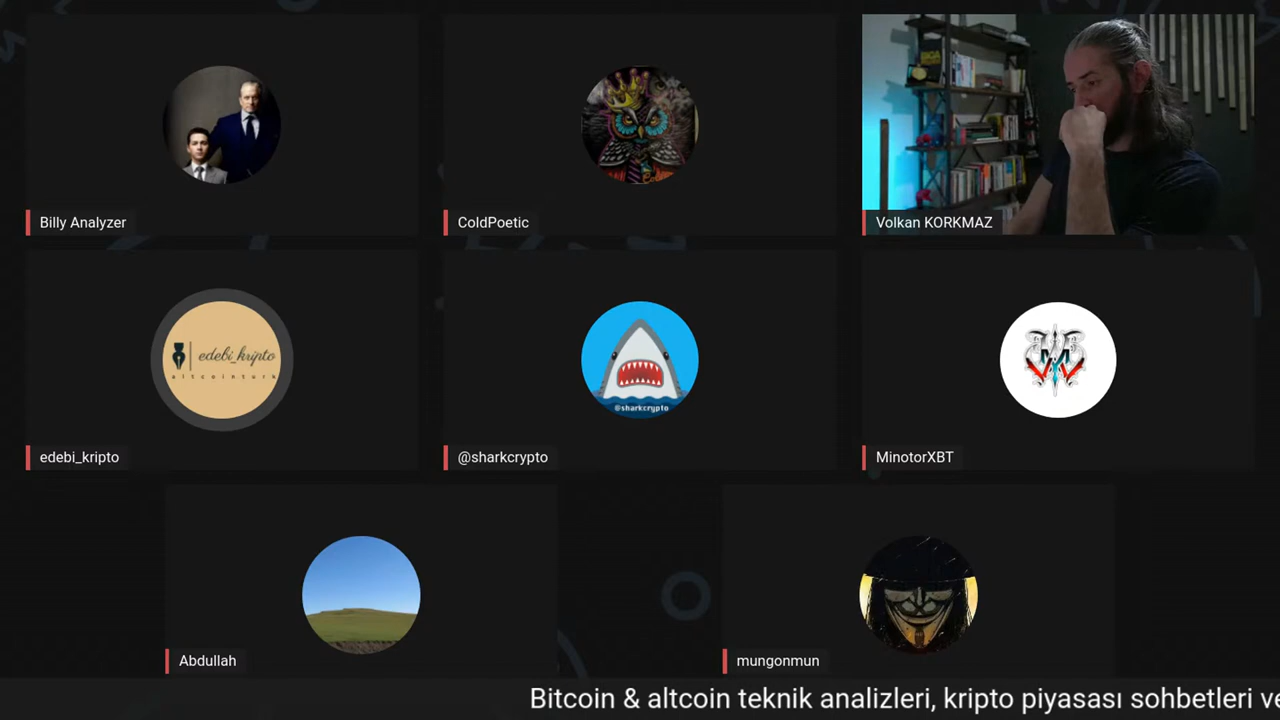 Billy Analyzer
ColdPoetic
Volkan KORKMAZ
edebi_kripto
altcointurk
@sharkcrypto
edebi_kripto
@sharkcrypto
MinotorXBT
Abdullah
mungonmun
Bitcoin & altcoin teknik analizleri, kripto piyasası sohbetleri ve